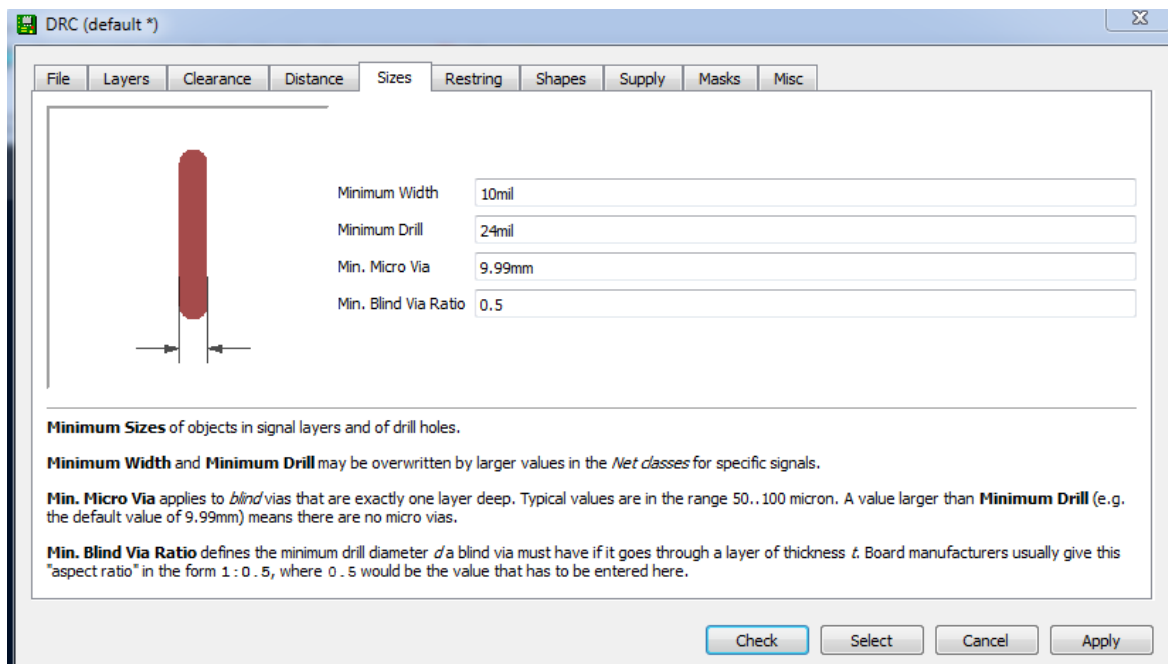 DRC (default *)
File Layers Clearance Distance Sizes Restring Shapes Supply Masks Misc
Minimum Width 10mil
Minimum Drill 24mil
Min. Micro Via 9.99mm
Min. Blind Via Ratio 0.5
Minimum Sizes of objects in signal layers and of drill holes.
Minimum Width and Minimum Drill may be overwritten by larger values in the Net classes for specific signals.
Min. Micro Via applies to blind vias that are exactly one layer deep. Typical values are in the range 50..100 micron. A value larger than Minimum Drill (e.g.
the default value of 9.99mm) means there are no micro vias.
Min. Blind Via Ratio defines the minimum drill diameter d a blind via must have if it goes through a layer of thickness t. Board manufacturers usually give this
"aspect ratio" in the form 1:0.5, where 0.5 would be the value that has to be entered here.
Check Select Cancel Apply